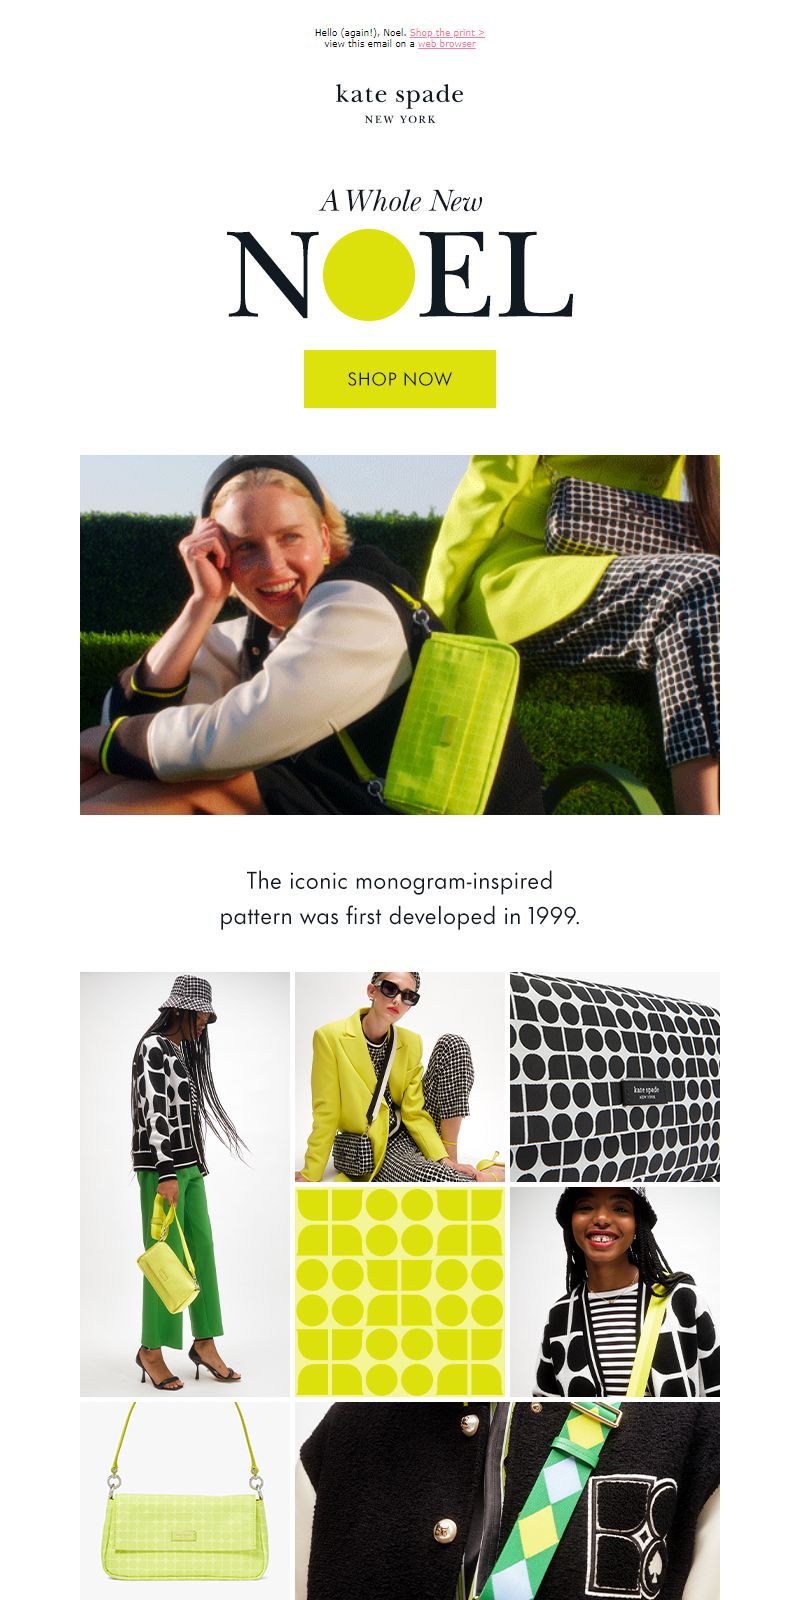 Hello (again!), Noel. Shop the print >
view this email on a web browser
kate spade
NEW YORK
A Whole New
NOEL
SHOP NOW
The iconic monogram-inspired
pattern was first developed in 1999.
kate spade
NEW YORK